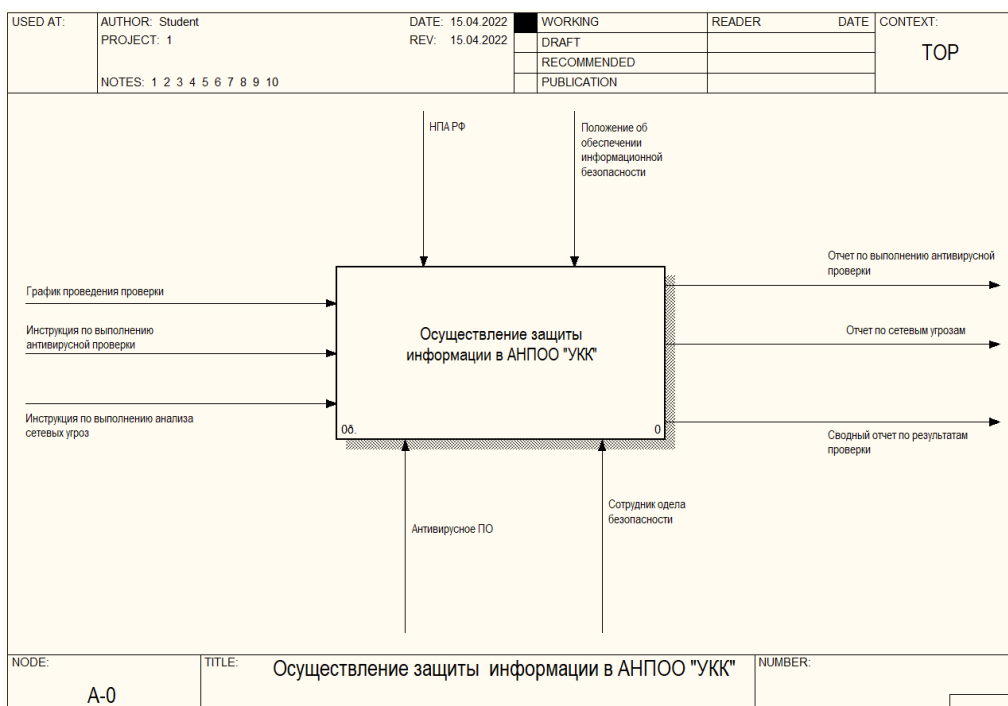 USED AT:
AUTHOR: Student
DATE: 15.04.2022
PROJECT: 1
REV: 15.04.2022
NOTES: 1 2 3 4 5 6 7 8 9 10
WORKING
DRAFT
RECOMMENDED
PUBLICATION
READER
DATE
CONTEXT:
TOP
НПА РФ
Положение об
обеспечении
информационной
безопасности
График проведения проверки
Инструкция по выполнению
антивирусной проверки
Инструкция по выполнению анализа
сетевых угроз
Осуществление защиты
информации в АНПОО "УКК"
0р.
0
Отчет по выполнению антивирусной
проверки
Отчет по сетевым угрозам
Сводный отчет по результатам
проверки
Антивирусное ПО
Сотрудник одела
безопасности
NODE:
A-0
TITLE:
Осуществление защиты информации в АНПОО "УКК"
NUMBER: